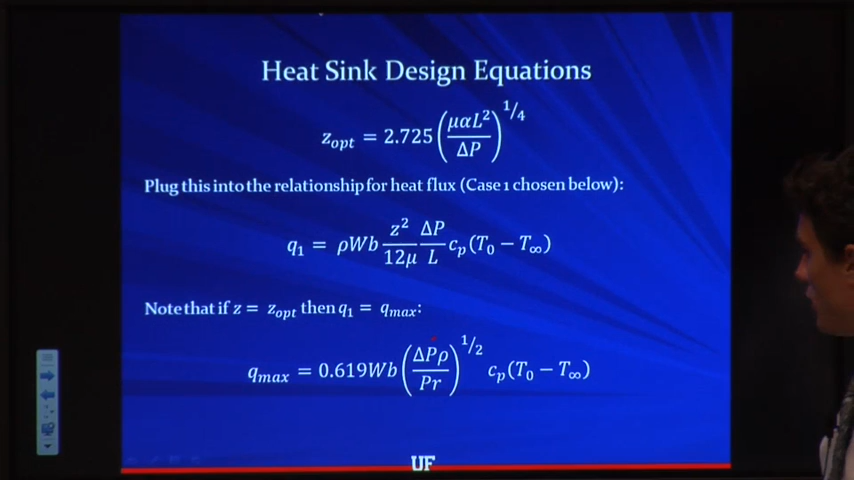 Heat Sink Design Equations
z_opt = 2.725 (μαL²/ΔP)^1/4
Plug this into the relationship for heat flux (Case 1 chosen below):
q₁ = ρWb z²/12μ ΔP/L c_p(T₀ − T∞)
Note that if z = z_opt then q₁ = q_max:
q_max = 0.619Wb (ΔPρ/Pr)^1/2 c_p(T₀ − T∞)
UF